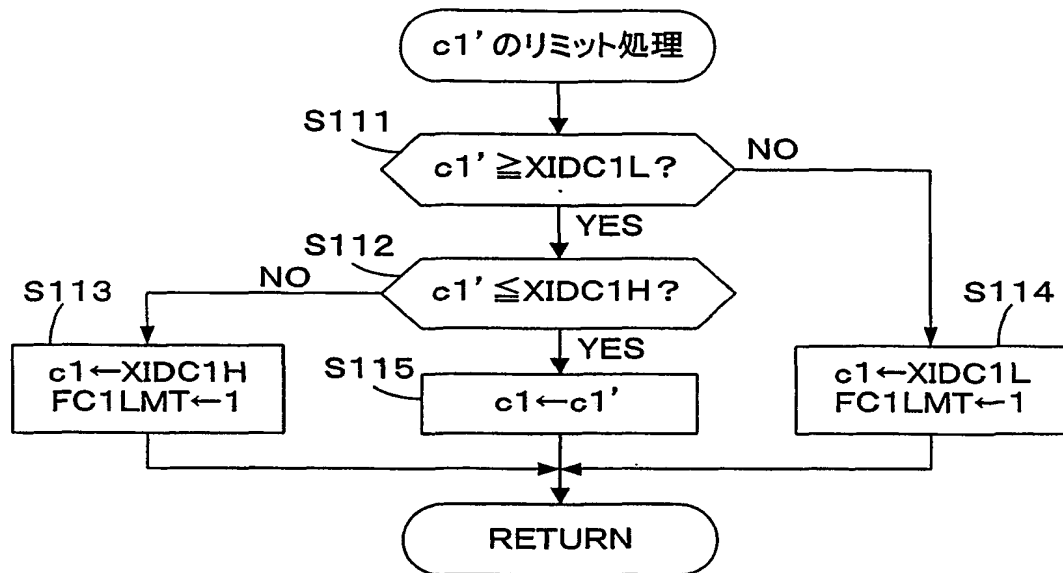 c1'のリミット処理
S111
c1'≧XIDC1L?
NO
YES
S112
c1'≦XIDC1H?
NO
S113
S114
YES
c1←XIDC1H
FC1LMT←1
S115
c1←c1'
c1←XIDC1L
FC1LMT←1
RETURN